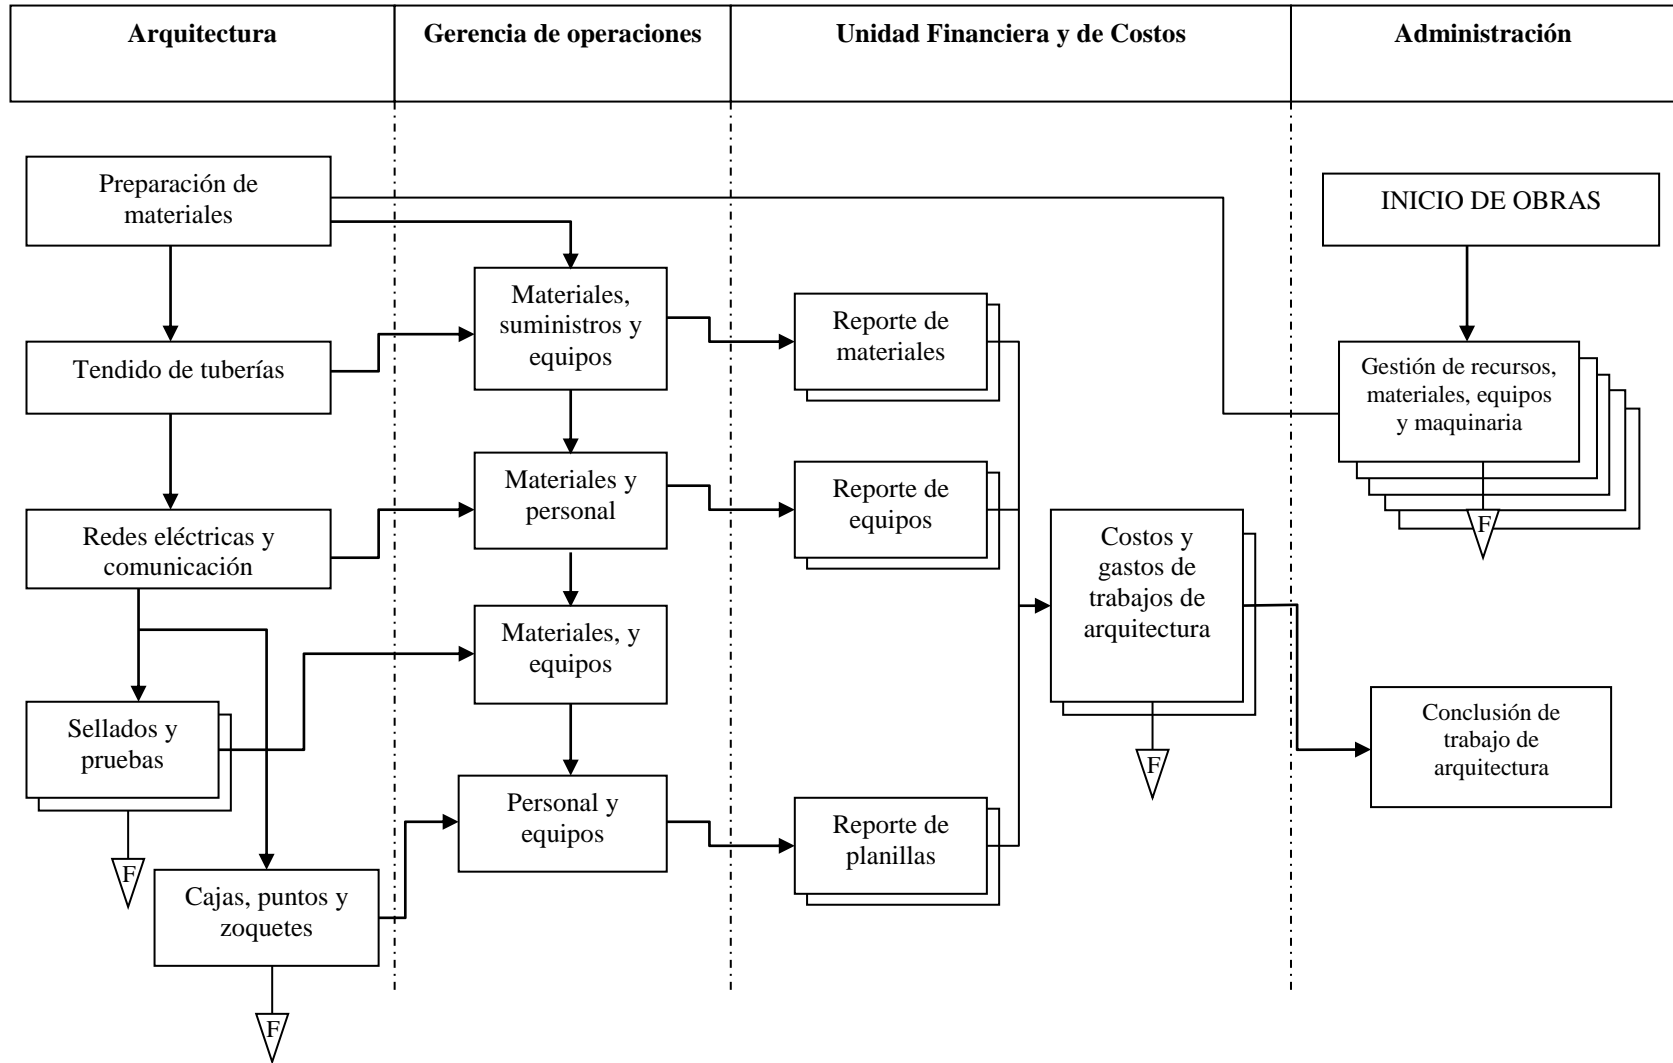 Arquitectura
Gerencia de operaciones
Unidad Financiera y de Costos
Administración
Preparación de
materiales
Tendido de tuberías
Redes eléctricas y
comunicación
Sellados y
pruebas
F
Cajas, puntos y
zoquetes
F
Materiales,
suministros y
equipos
Materiales y
personal
Materiales, y
equipos
Personal y
equipos
Reporte de
materiales
Reporte de
equipos
Reporte de
planillas
Costos y
gastos de
trabajos de
arquitectura
F
INICIO DE OBRAS
Gestión de recursos,
materiales, equipos
y maquinaria
F
Conclusión de
trabajo de
arquitectura